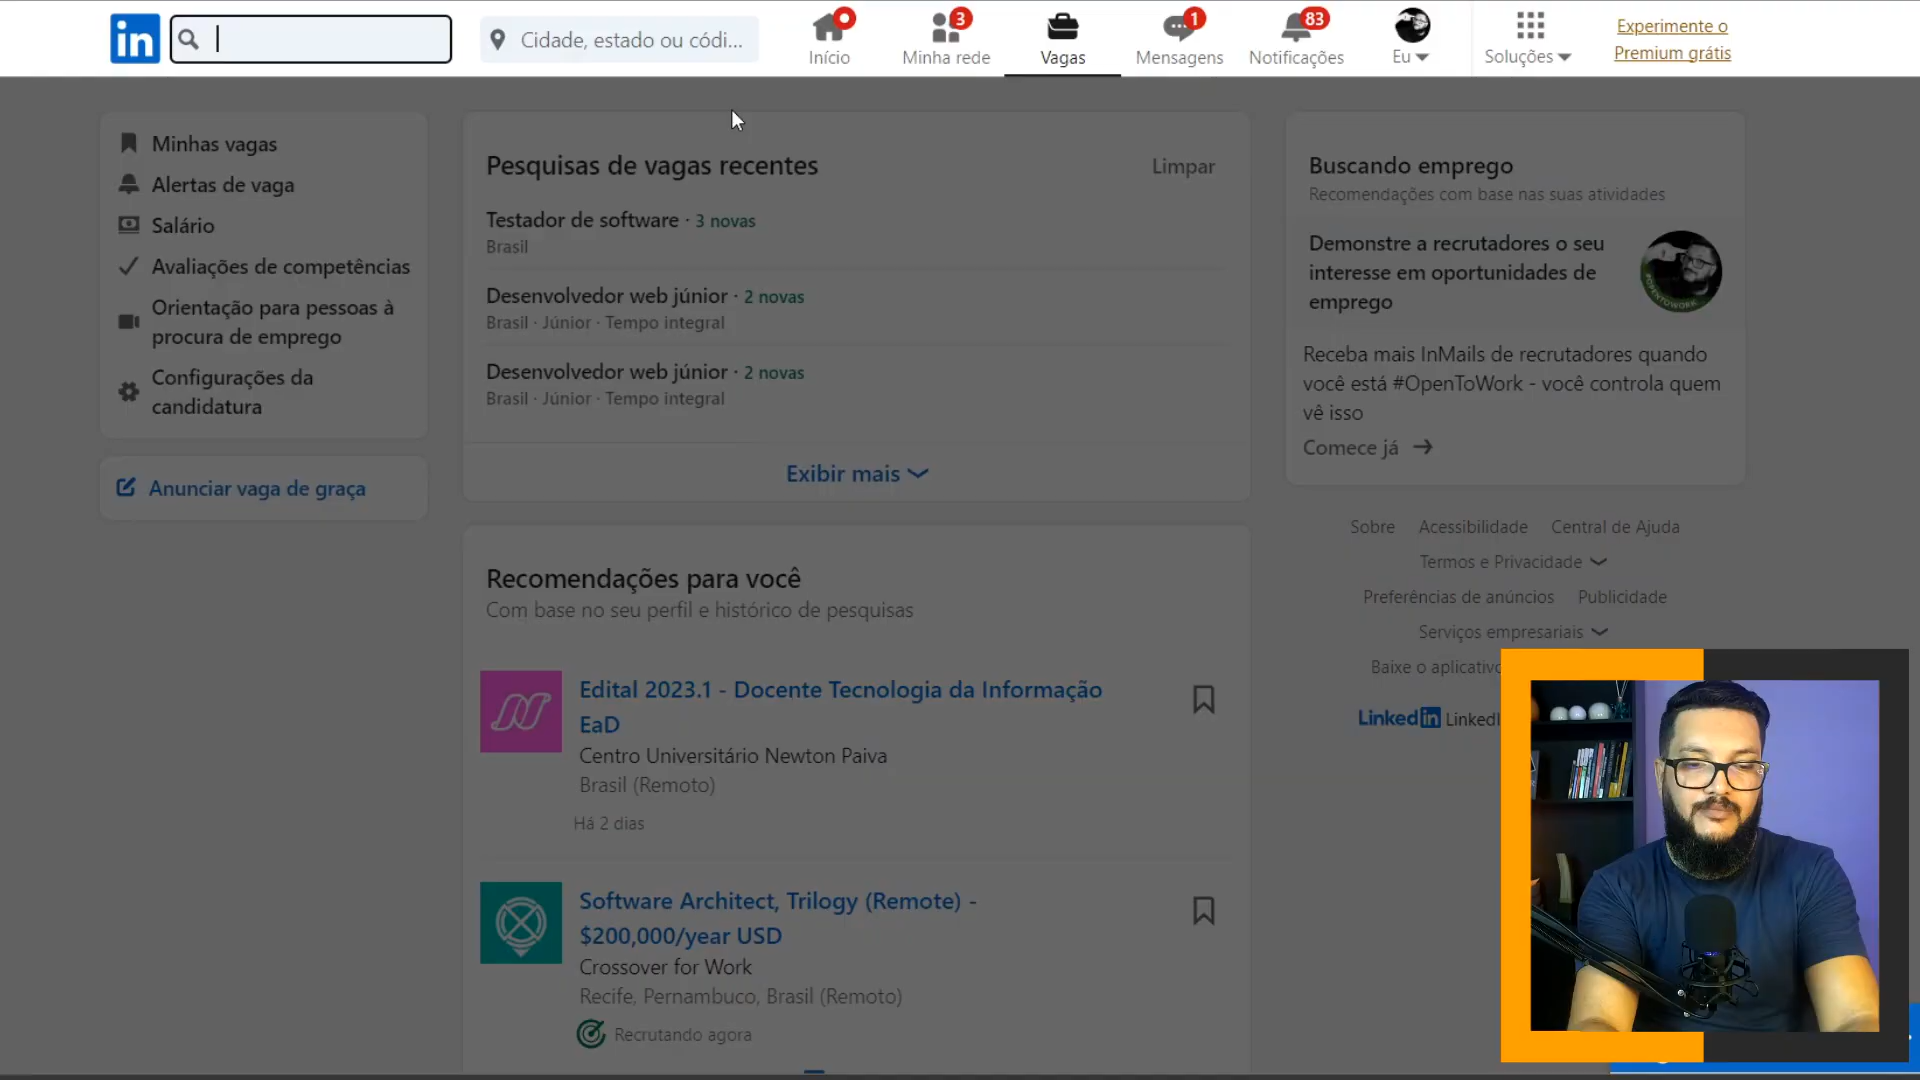 in
Cidade, estado ou códi...
Início
3
Minha rede
Vagas
1
Mensagens
83
Notificações
Eu
Soluções
Experimente o
Premium grátis
Minhas vagas
Alertas de vaga
Salário
Avaliações de competências
Orientação para pessoas à
procura de emprego
Configurações da
candidatura
Anunciar vaga de graça
Pesquisas de vagas recentes
Limpar
Testador de software · 3 novas
Brasil
Desenvolvedor web júnior · 2 novas
Brasil · Júnior · Tempo integral
Desenvolvedor web júnior · 2 novas
Brasil · Júnior · Tempo integral
Exibir mais
Recomendações para você
Com base no seu perfil e histórico de pesquisas
Edital 2023.1 - Docente Tecnologia da Informação
EaD
Centro Universitário Newton Paiva
Brasil (Remoto)
Há 2 dias
Software Architect, Trilogy (Remote) -
$200,000/year USD
Crossover for Work
Recife, Pernambuco, Brasil (Remoto)
Recrutando agora
Buscando emprego
Recomendações com base nas suas atividades
Demonstre a recrutadores o seu
interesse em oportunidades de
emprego
#OPENTOWORK
Receba mais InMails de recrutadores quando
você está #OpenToWork - você controla quem
vê isso
Comece já
Sobre Acessibilidade Central de Ajuda
Termos e Privacidade
Preferências de anúncios Publicidade
Serviços empresariais
Baixe o aplicativo
Linkedin LinkedI